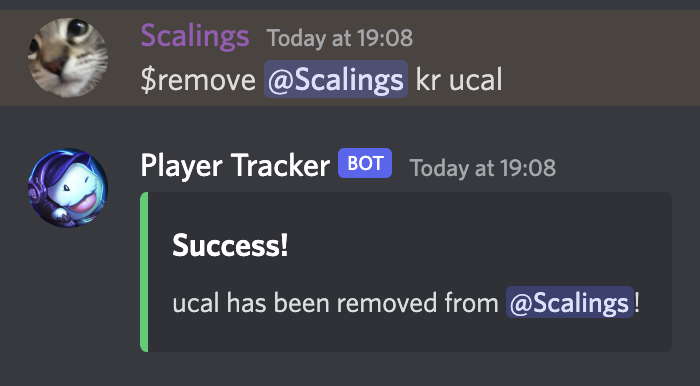 Scalings Today at 19:08
$remove @Scalings kr ucal
Player Tracker BOT Today at 19:08
Success!
ucal has been removed from @Scalings!